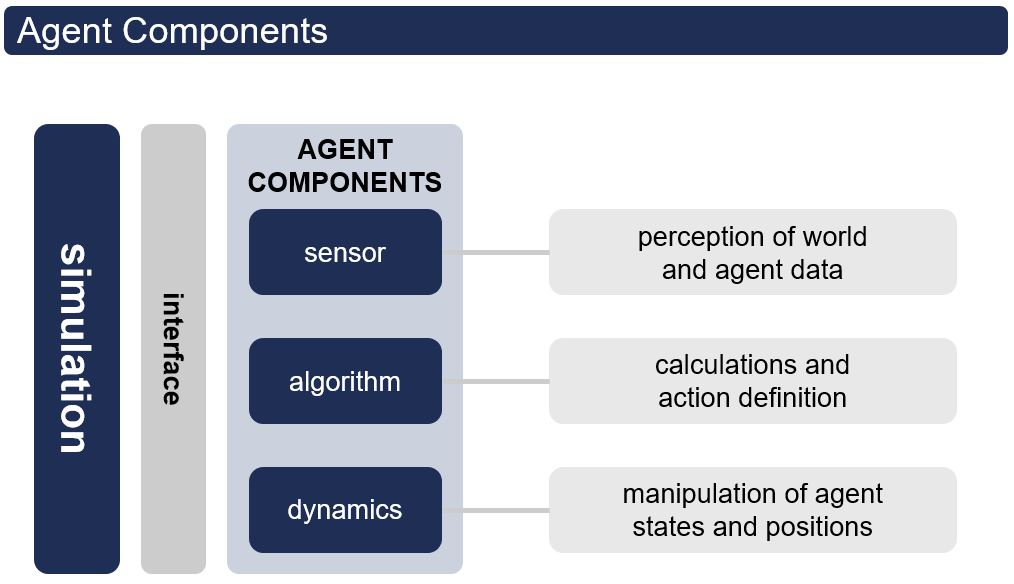 Agent Components
simulation
interface
AGENT
COMPONENTS
sensor
perception of world
and agent data
algorithm
calculations and
action definition
dynamics
manipulation of agent
states and positions